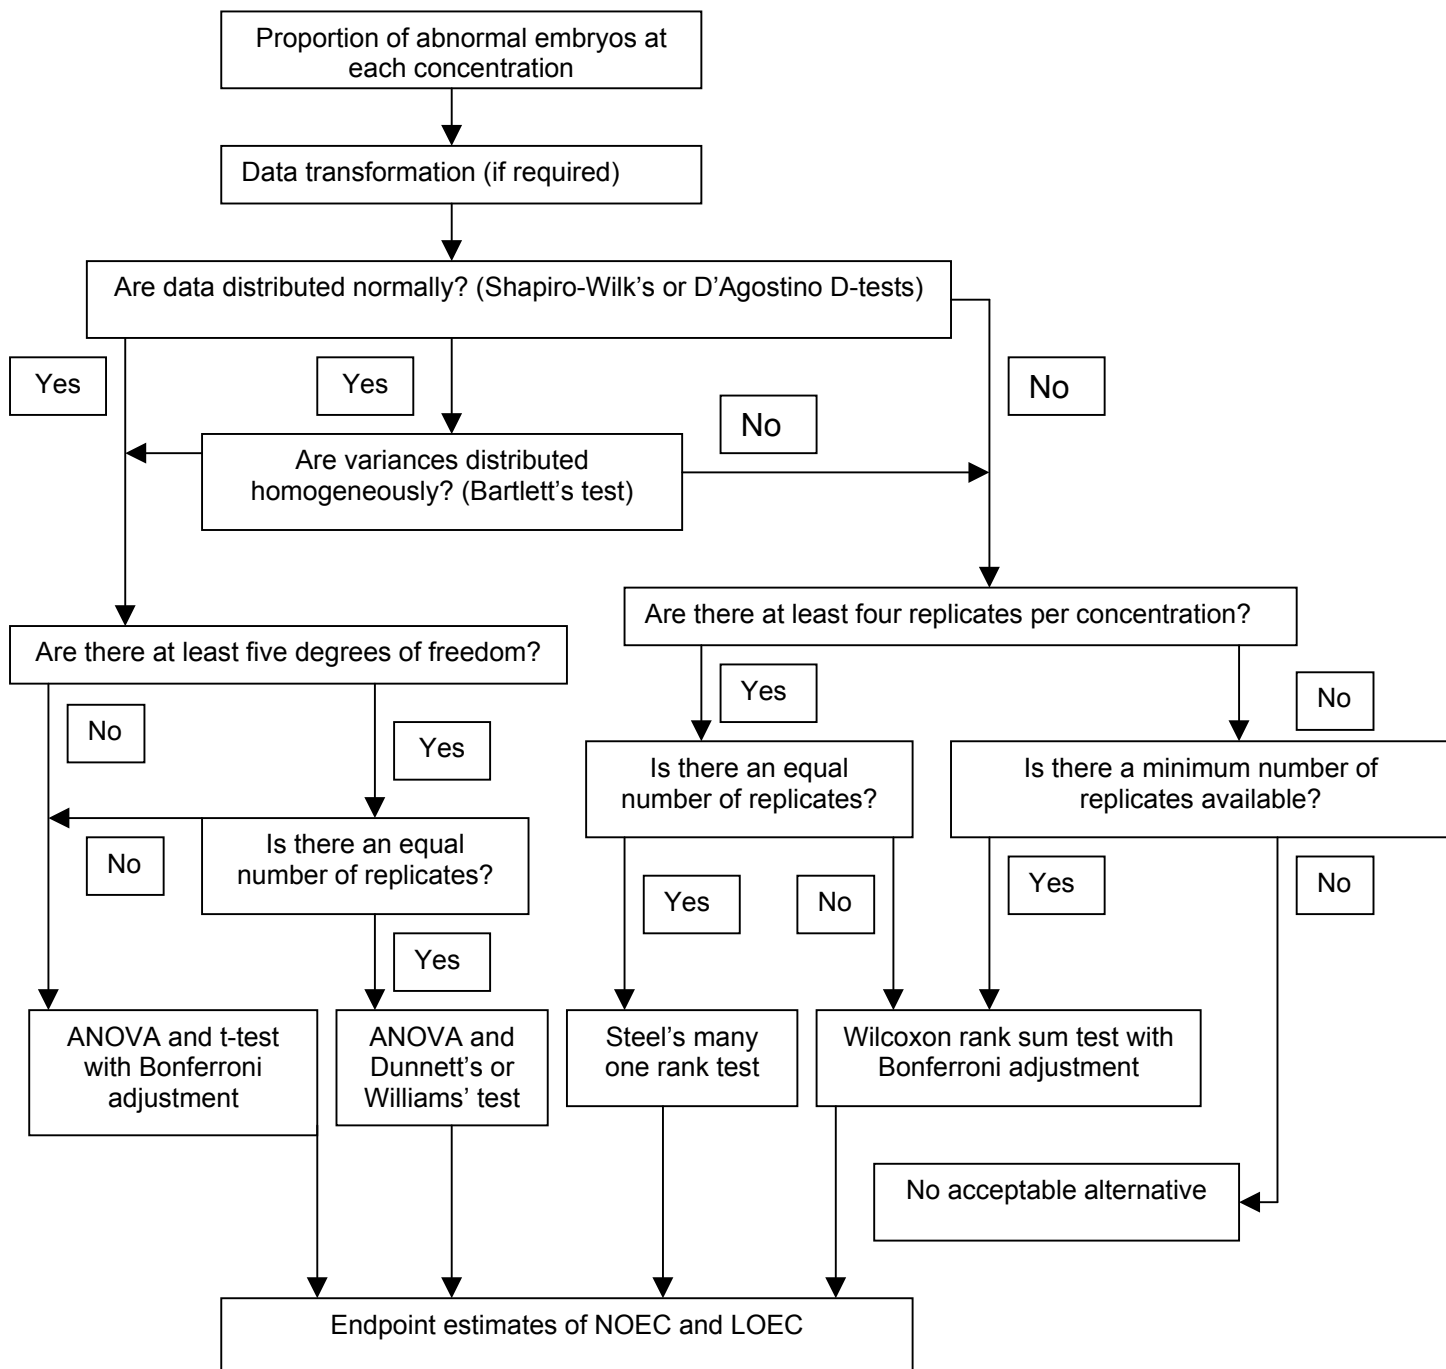 Proportion of abnormal embryos at
each concentration
Data transformation (if required)
Are data distributed normally? (Shapiro-Wilk’s or D’Agostino D-tests)
Yes
Yes
No
No
Are variances distributed
homogeneously? (Bartlett’s test)
Are there at least five degrees of freedom?
Are there at least four replicates per concentration?
No
Yes
Yes
No
Is there an equal
number of replicates?
Is there an equal
number of replicates?
Is there a minimum number of
replicates available?
No
Yes
Yes
No
Yes
No
ANOVA and t-test
with Bonferroni
adjustment
ANOVA and
Dunnett’s or
Williams’ test
Steel’s many
one rank test
Wilcoxon rank sum test with
Bonferroni adjustment
No acceptable alternative
Endpoint estimates of NOEC and LOEC